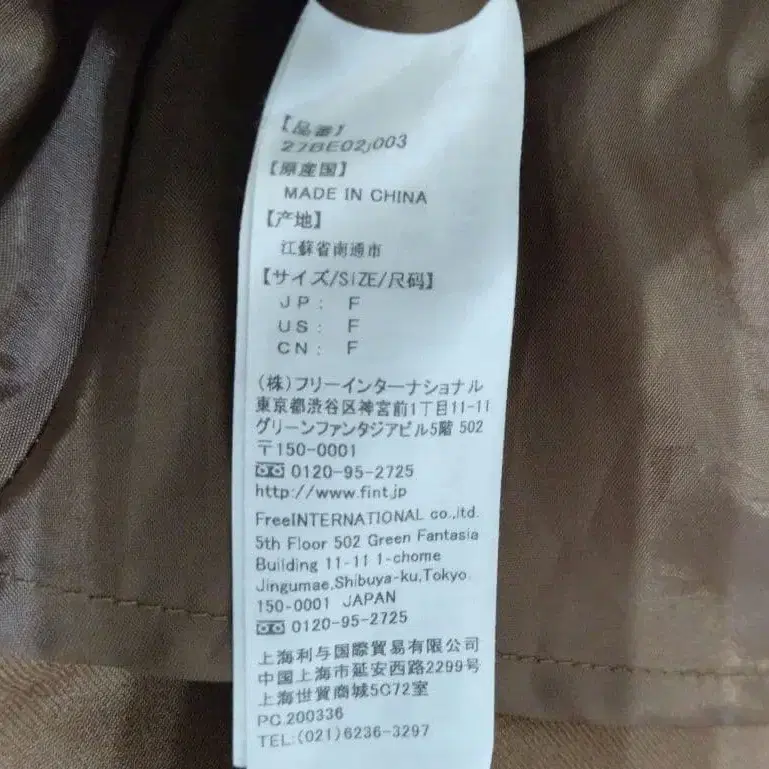 【品番】
27BE02J003
【原産国】
MADE IN CHINA
【产地】
江蘇省南通市
【サイズ/SIZE/尺码】
JP: F
US: F
CN: F
(株)フリーインターナショナル
東京都渋谷区神宮前1丁目11-11
グリーンファンタジアビル5階 502
〒150-0001
0120-95-2725
http://www.fint.jp
FreeINTERNATIONAL co.,ltd.
5th Floor 502 Green Fantasia
Building 11-11 1-chome
Jingumae,Shibuya-ku,Tokyo
150-0001 JAPAN
0120-95-2725
上海利与国際貿易有限公司
中国上海市延安西路2299号
上海世貿商城5C72室
PC.200336
TEL:(021)6236-3297